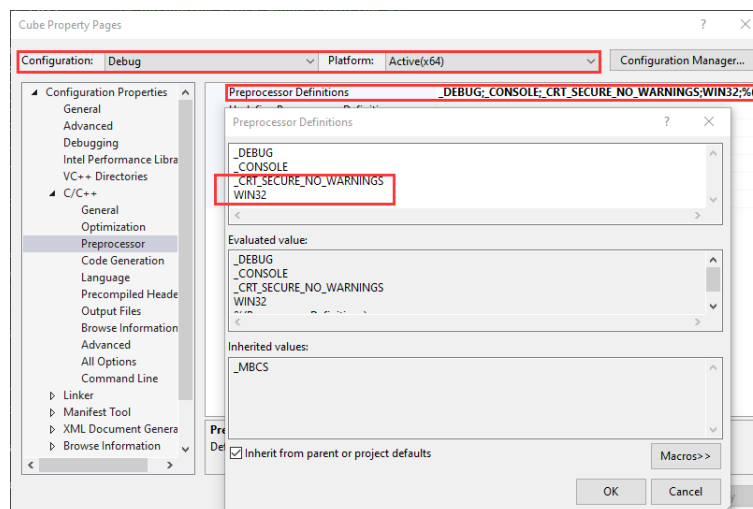 Cube Property Pages
Configuration: Debug Platform: Active(x64) Configuration Manager...
Configuration Properties
General
Advanced
Debugging
Intel Performance Libra
VC++ Directories
C/C++
General
Optimization
Preprocessor
Code Generation
Language
Precompiled Heade
Output Files
Browse Information
Advanced
All Options
Command Line
Linker
Manifest Tool
XML Document Genera
Browse Information
Preprocessor Definitions _DEBUG;_CONSOLE;_CRT_SECURE_NO_WARNINGS;WIN32;%(
Preprocessor Definitions
_DEBUG
_CONSOLE
_CRT_SECURE_NO_WARNINGS
WIN32
Evaluated value:
_DEBUG
_CONSOLE
_CRT_SECURE_NO_WARNINGS
WIN32
Inherited values:
_MBCS
Pre
Def
Inherit from parent or project defaults
Macros>>
OK Cancel